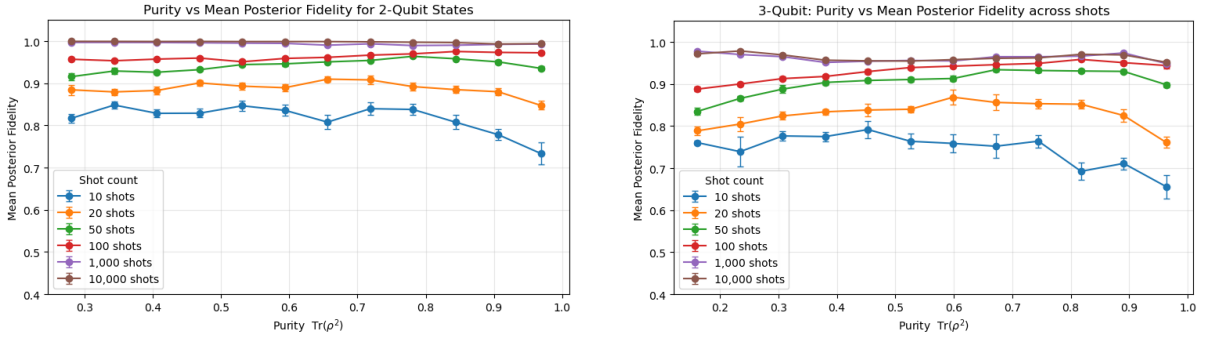 Purity vs Mean Posterior Fidelity for 2-Qubit States
1.0
0.9
0.8
0.7
0.6
0.5
0.4
Mean Posterior Fidelity
Shot count
10 shots
20 shots
50 shots
100 shots
1,000 shots
10,000 shots
0.3 0.4 0.5 0.6 0.7 0.8 0.9 1.0
Purity Tr(ρ²)
3-Qubit: Purity vs Mean Posterior Fidelity across shots
1.0
0.9
0.8
0.7
0.6
0.5
0.4
Mean Posterior Fidelity
Shot count
10 shots
20 shots
50 shots
100 shots
1,000 shots
10,000 shots
0.2 0.3 0.4 0.5 0.6 0.7 0.8 0.9 1.0
Purity Tr(ρ²)